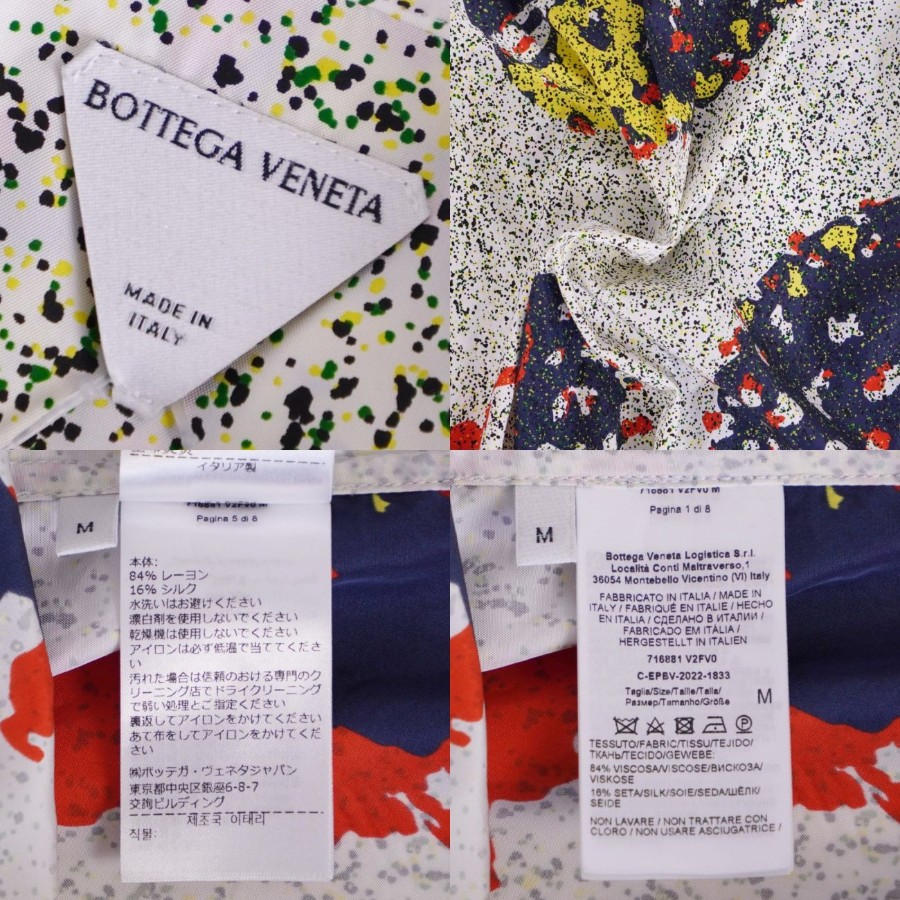 BOTTEGA VENETA
MADE IN
ITALY
イタリア製
M
716881 V2FV0 M
Pagina 5 di 8
本体:
84% レーヨン
16% シルク
水洗いはお避けください
漂白剤を使用しないでください
乾燥機は使用しないでください
アイロンは必ず低温で当ててくださ
い
汚れた場合は信頼のおける専門のク
リーニング店でドライクリーニング
で弱い処理とご指定ください
裏返してアイロンをかけてください
あて布をしてアイロンをかけてくだ
さい
㈱ボッテガ・ヴェネタジャパン
東京都中央区銀座6-8-7
交詢ビルディング
제조국 이태리
직물:
M
716881 V2FV0 M
Pagina 1 di 8
Bottega Veneta Logistica S.r.l.
Località Conti Maltraverso,1
36054 Montebello Vicentino (VI) Italy
FABBRICATO IN ITALIA / MADE IN
ITALY / FABRIQUÉ EN ITALIE / HECHO
EN ITALIA / СДЕЛАНО В ИТАЛИИ /
FABRICADO EM ITÁLIA /
HERGESTELLT IN ITALIEN
716881 V2FV0
C-EPBV-2022-1833
Taglia/Size/Taille/Talla/
Размер/Tamanho/Größe M
TESSUTO/FABRIC/TISSU/TEJIDO/
ТКАНЬ/TECIDO/GEWEBE:
84% VISCOSA/VISCOSE/ВИСКОЗА/
VISKOSE
16% SETA/SILK/SOIE/SEDA/ШЁЛК/
SEIDE
NON LAVARE / NON TRATTARE CON
CLORO / NON USARE ASCIUGATRICE /